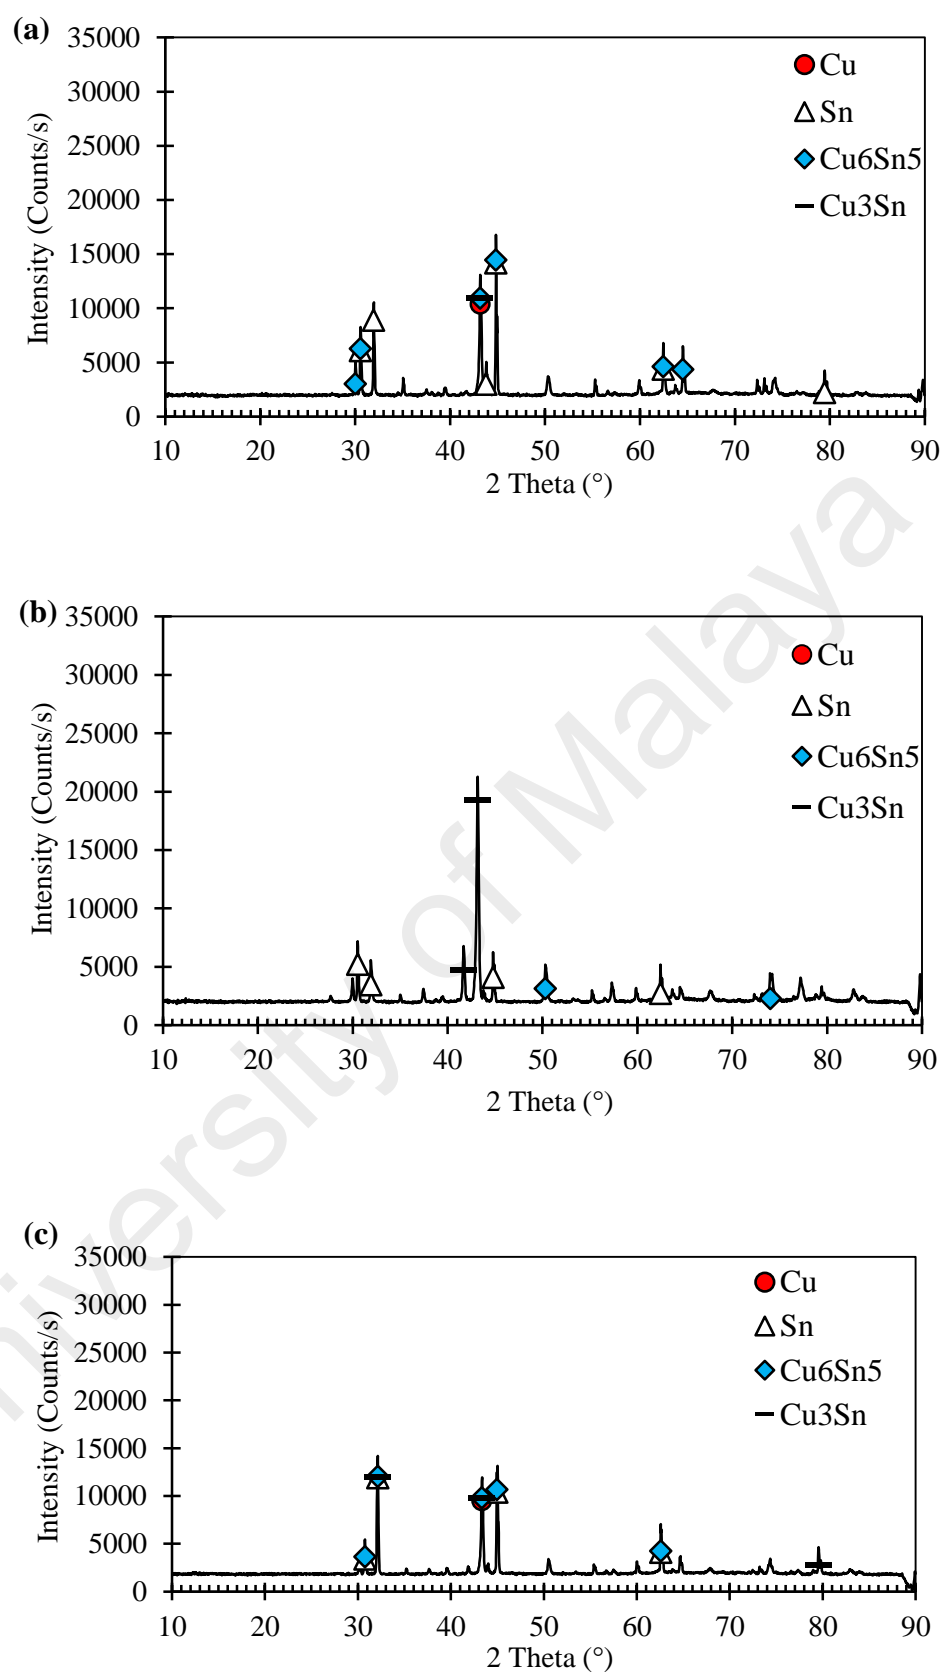 (a)
35000
30000
25000
20000
15000
10000
5000
0
Intensity (Counts/s)
Cu
Sn
Cu6Sn5
Cu3Sn
10 20 30 40 50 60 70 80 90
2 Theta (°)
(b)
35000
30000
25000
20000
15000
10000
5000
0
Intensity (Counts/s)
Cu
Sn
Cu6Sn5
Cu3Sn
10 20 30 40 50 60 70 80 90
2 Theta (°)
(c)
35000
30000
25000
20000
15000
10000
5000
0
Intensity (Counts/s)
Cu
Sn
Cu6Sn5
Cu3Sn
10 20 30 40 50 60 70 80 90
2 Theta (°)
University of Malaya